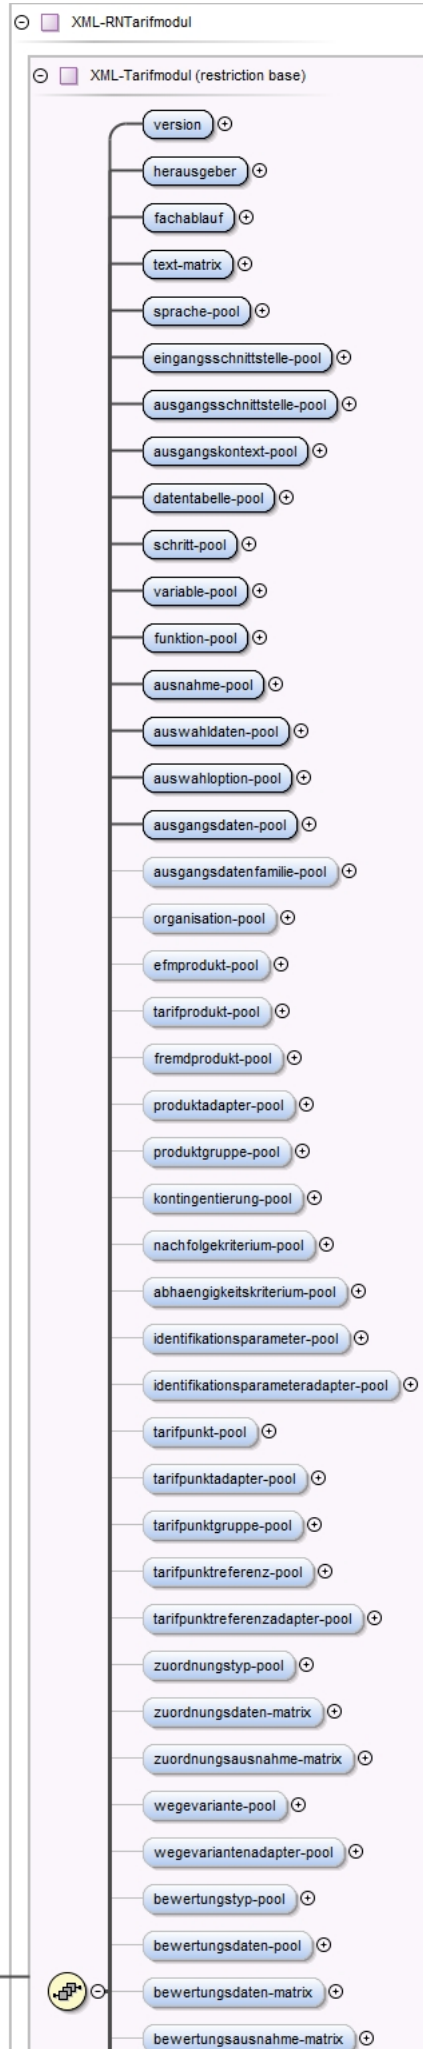 XML-RNTarifmodul
XML-Tarifmodul (restriction base)
version
herausgeber
fachablauf
text-matrix
sprache-pool
eingangsschnittstelle-pool
ausgangsschnittstelle-pool
ausgangskontext-pool
datentabelle-pool
schritt-pool
variable-pool
funktion-pool
ausnahme-pool
auswahldaten-pool
auswahloption-pool
ausgangsdaten-pool
ausgangsdatenfamilie-pool
organisation-pool
efmprodukt-pool
tarifprodukt-pool
fremdprodukt-pool
produktadapter-pool
produktgruppe-pool
kontingentierung-pool
nachfolgekriterium-pool
abhaengigkeitskriterium-pool
identifikationsparameter-pool
identifikationsparameteradapter-pool
tarifpunkt-pool
tarifpunktadapter-pool
tarifpunktgruppe-pool
tarifpunktreferenz-pool
tarifpunktreferenzadapter-pool
zuordnungstyp-pool
zuordnungsdaten-matrix
zuordnungsausnahme-matrix
wegevariante-pool
wegevariantenadapter-pool
bewertungstyp-pool
bewertungsdaten-pool
bewertungsdaten-matrix
bewertungsausnahme-matrix